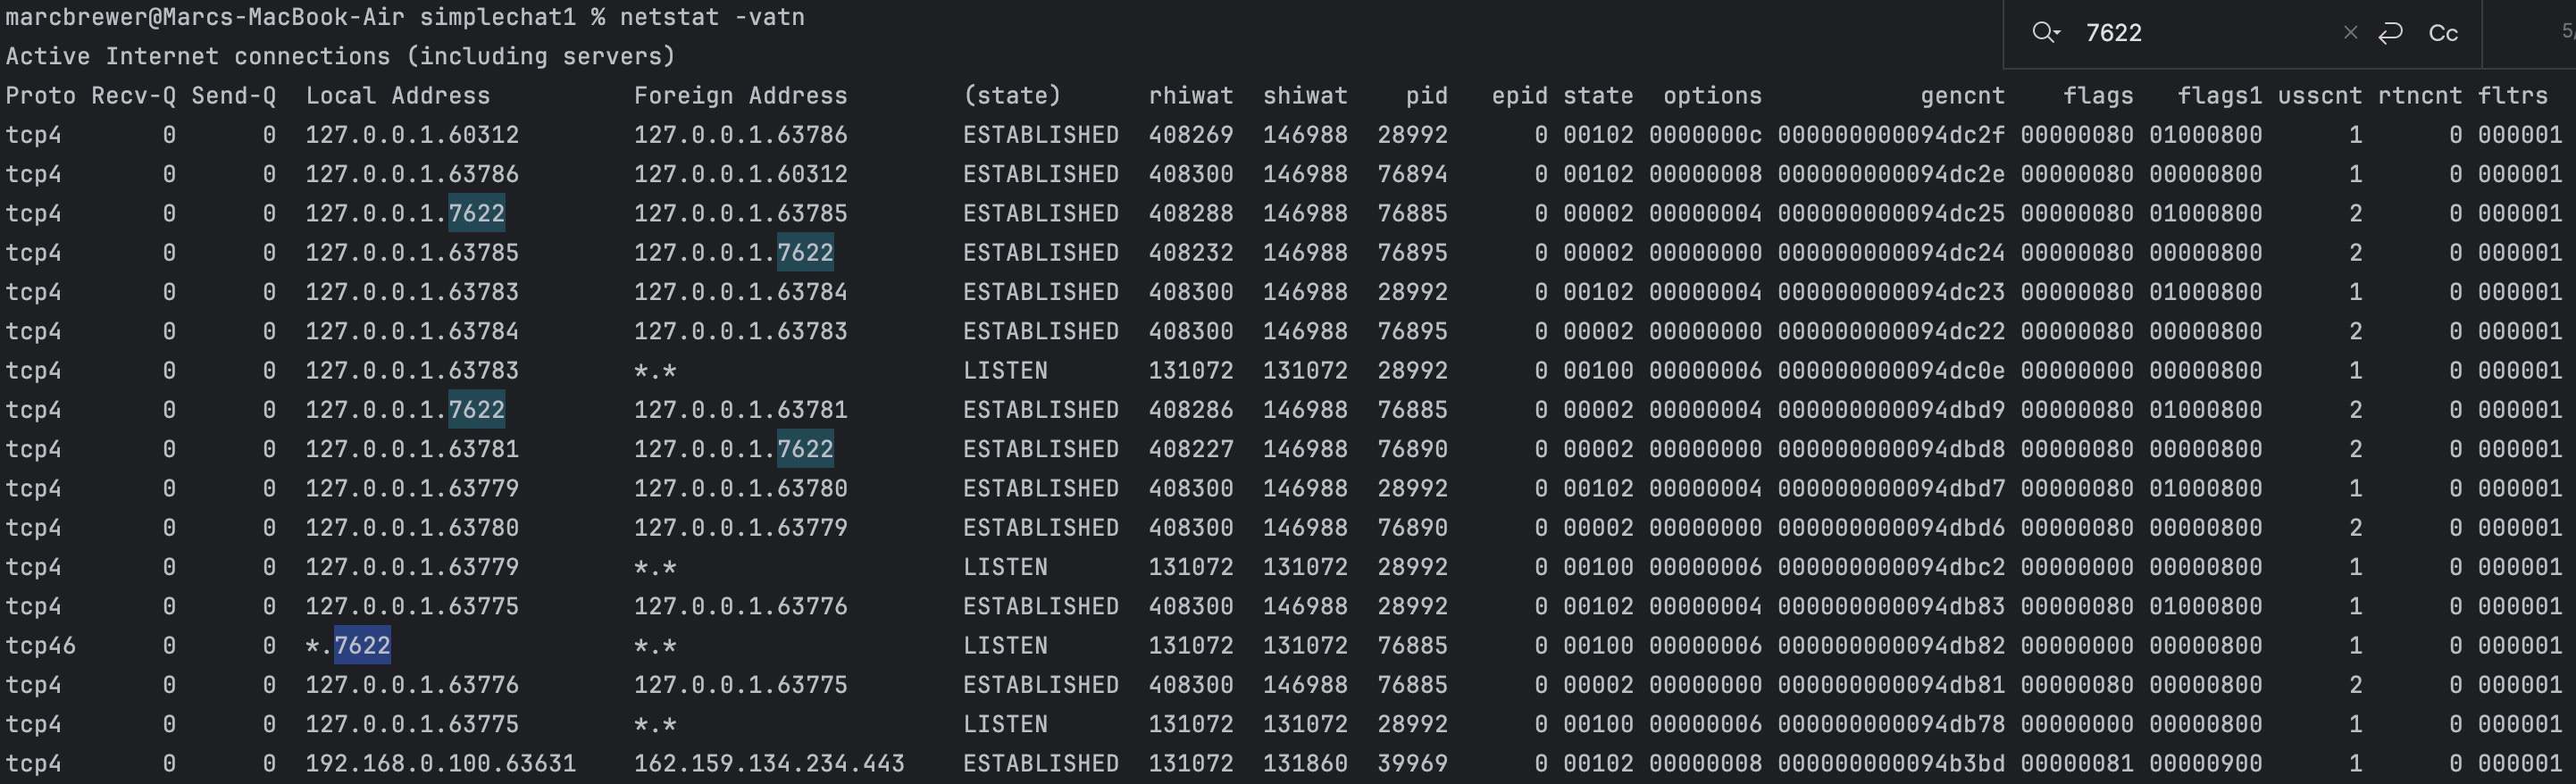 marcbrewer@Marcs-MacBook-Air simplechat1 % netstat -vatn
7622 × Cc 5/
Active Internet connections (including servers)
Proto Recv-Q Send-Q Local Address Foreign Address (state) rhiwat shiwat pid epid state options gencnt flags flags1 usscnt rtncnt fltrs
tcp4 0 0 127.0.0.1.60312 127.0.0.1.63786 ESTABLISHED 408269 146988 28992 0 00102 0000000c 000000000094dc2f 00000080 01000800 1 0 000001
tcp4 0 0 127.0.0.1.63786 127.0.0.1.60312 ESTABLISHED 408300 146988 76894 0 00102 00000008 000000000094dc2e 00000080 00000800 1 0 000001
tcp4 0 0 127.0.0.1.7622 127.0.0.1.63785 ESTABLISHED 408288 146988 76885 0 00002 00000004 000000000094dc25 00000080 01000800 2 0 000001
tcp4 0 0 127.0.0.1.63785 127.0.0.1.7622 ESTABLISHED 408232 146988 76895 0 00002 00000000 000000000094dc24 00000080 00000800 2 0 000001
tcp4 0 0 127.0.0.1.63783 127.0.0.1.63784 ESTABLISHED 408300 146988 28992 0 00102 00000004 000000000094dc23 00000080 01000800 1 0 000001
tcp4 0 0 127.0.0.1.63784 127.0.0.1.63783 ESTABLISHED 408300 146988 76895 0 00002 00000000 000000000094dc22 00000080 00000800 2 0 000001
tcp4 0 0 127.0.0.1.63783 *.* LISTEN 131072 131072 28992 0 00100 00000006 000000000094dc0e 00000000 00000800 1 0 000001
tcp4 0 0 127.0.0.1.7622 127.0.0.1.63781 ESTABLISHED 408286 146988 76885 0 00002 00000004 000000000094dbd9 00000080 01000800 2 0 000001
tcp4 0 0 127.0.0.1.63781 127.0.0.1.7622 ESTABLISHED 408227 146988 76890 0 00002 00000000 000000000094dbd8 00000080 00000800 2 0 000001
tcp4 0 0 127.0.0.1.63779 127.0.0.1.63780 ESTABLISHED 408300 146988 28992 0 00102 00000004 000000000094dbd7 00000080 01000800 1 0 000001
tcp4 0 0 127.0.0.1.63780 127.0.0.1.63779 ESTABLISHED 408300 146988 76890 0 00002 00000000 000000000094dbd6 00000080 00000800 2 0 000001
tcp4 0 0 127.0.0.1.63779 *.* LISTEN 131072 131072 28992 0 00100 00000006 000000000094dbc2 00000000 00000800 1 0 000001
tcp4 0 0 127.0.0.1.63775 127.0.0.1.63776 ESTABLISHED 408300 146988 28992 0 00102 00000004 000000000094db83 00000080 01000800 1 0 000001
tcp46 0 0 *.7622 *.* LISTEN 131072 131072 76885 0 00100 00000006 000000000094db82 00000000 00000800 1 0 000001
tcp4 0 0 127.0.0.1.63776 127.0.0.1.63775 ESTABLISHED 408300 146988 76885 0 00002 00000000 000000000094db81 00000080 00000800 2 0 000001
tcp4 0 0 127.0.0.1.63775 *.* LISTEN 131072 131072 28992 0 00100 00000006 000000000094db78 00000000 00000800 1 0 000001
tcp4 0 0 192.168.0.100.63631 162.159.134.234.443 ESTABLISHED 131072 131860 39969 0 00102 00000008 000000000094b3bd 00000081 00000900 1 0 000001